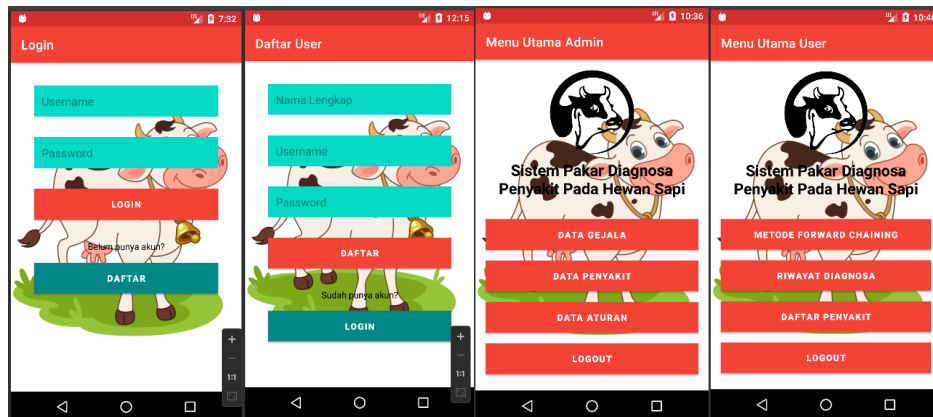 7:32
Login
Username
Password
LOGIN
Belum punya akun?
DAFTAR
+
−
1:1
12:15
Daftar User
Nama Lengkap
Username
Password
DAFTAR
Sudah punya akun?
LOGIN
+
−
1:1
10:36
Menu Utama Admin
Sistem Pakar Diagnosa
Penyakit Pada Hewan Sapi
DATA GEJALA
DATA PENYAKIT
DATA ATURAN
LOGOUT
10:48
Menu Utama User
Sistem Pakar Diagnosa
Penyakit Pada Hewan Sapi
METODE FORWARD CHAINING
RIWAYAT DIAGNOSA
DAFTAR PENYAKIT
LOGOUT